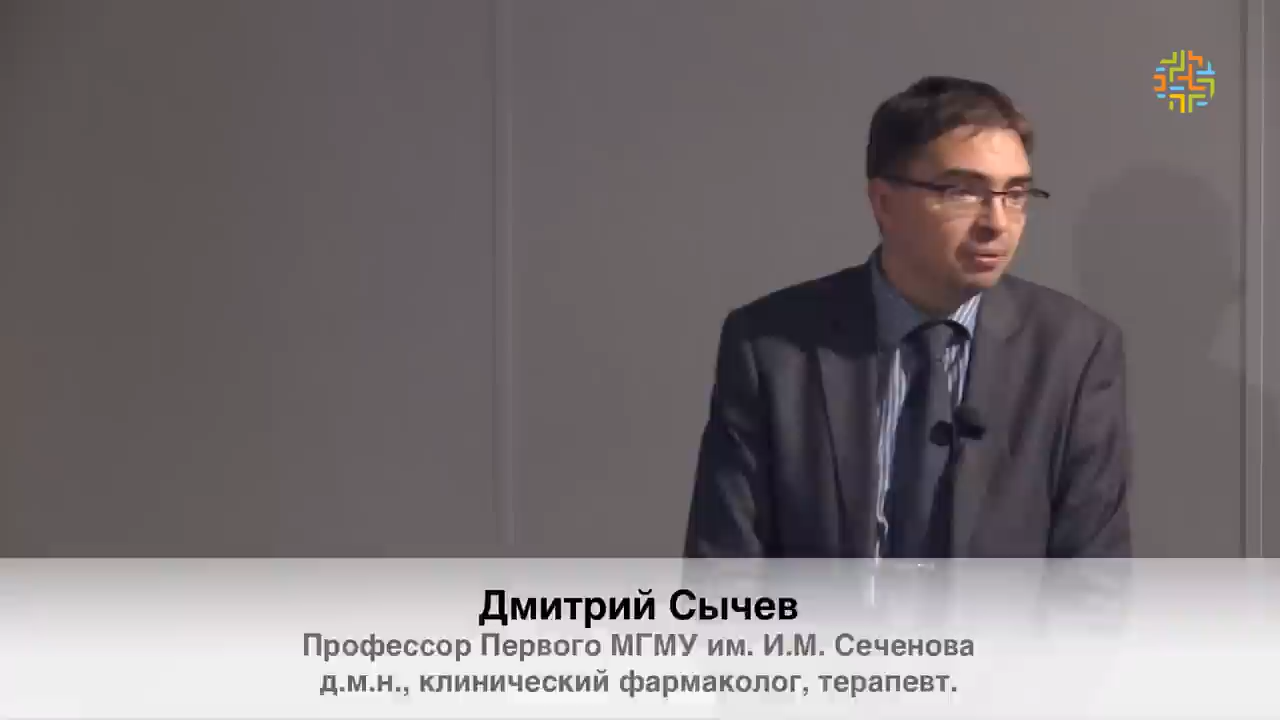 Дмитрий Сычев
Профессор Первого МГМУ им. И.М. Сеченова
д.м.н., клинический фармаколог, терапевт.